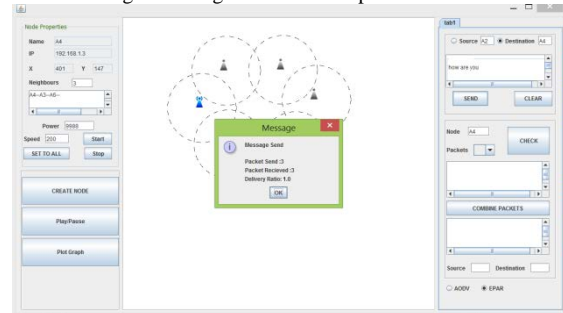 Node Properties
Name A4
IP 192.168.1.3
X 401 Y 147
Neighbours 3
A4--A3--A6--
Power 9988
Speed 200 Start
SET TO ALL Stop
CREATE NODE
Play/Pause
Plot Graph
Message
Message Send
Packet Send :3
Packet Recieved :3
Delivery Ratio: 1.0
OK
tab1
Source A2 Destination A4
how are you
SEND CLEAR
Node A4
Packets CHECK
COMBINE PACKETS
Source Destination
AODV EPAR